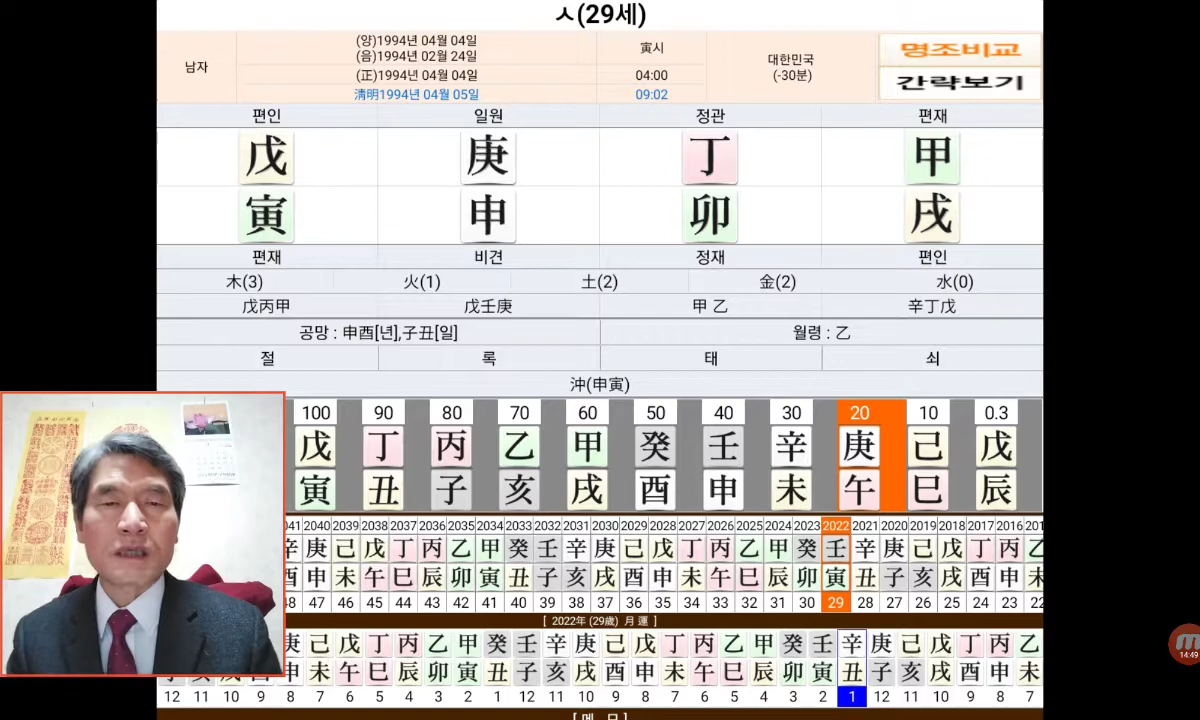 ㅅ(29세)
남자
(양)1994년 04월 04일
(음)1994년 02월 24일
(正)1994년 04월 04일
淸明1994년 04월 05일
寅시
04:00
09:02
대한민국
(-30분)
명조비교
간략보기
편인 일원 정관 편재
戊 庚 丁 甲
寅 申 卯 戌
편재 비견 정재 편인
木(3) 火(1) 土(2) 金(2) 水(0)
戊丙甲 戊壬庚 甲 乙 辛丁戊
공망 : 申酉[년],子丑[일] 월령 : 乙
절 록 태 쇠
沖(申寅)
100 90 80 70 60 50 40 30 20 10 0.3
戊 丁 丙 乙 甲 癸 壬 辛 庚 己 戊
寅 丑 子 亥 戌 酉 申 未 午 巳 辰
041 2040 2039 2038 2037 2036 2035 2034 2033 2032 2031 2030 2029 2028 2027 2026 2025 2024 2023 2022 2021 2020 2019 2018 2017 2016 201
辛 庚 己 戊 丁 丙 乙 甲 癸 壬 辛 庚 己 戊 丁 丙 乙 甲 癸 壬 辛 庚 己 戊 丁 丙 乙
酉 申 未 午 巳 辰 卯 寅 丑 子 亥 戌 酉 申 未 午 巳 辰 卯 寅 丑 子 亥 戌 酉 申 未
48 47 46 45 44 43 42 41 40 39 38 37 36 35 34 33 32 31 30 29 28 27 26 25 24 23 22
[ 2022年 (29歲) 月 運 ]
庚 己 戊 丁 丙 乙 甲 癸 壬 辛 庚 己 戊 丁 丙 乙 甲 癸 壬 辛 庚 己 戊 丁 丙 乙
申 未 午 巳 辰 卯 寅 丑 子 亥 戌 酉 申 未 午 巳 辰 卯 寅 丑 子 亥 戌 酉 申 未
12 11 10 9 8 7 6 5 4 3 2 1 12 11 10 9 8 7 6 5 4 3 2 1 12 11 10 9 8 7
[ 메 모 ]
14:49